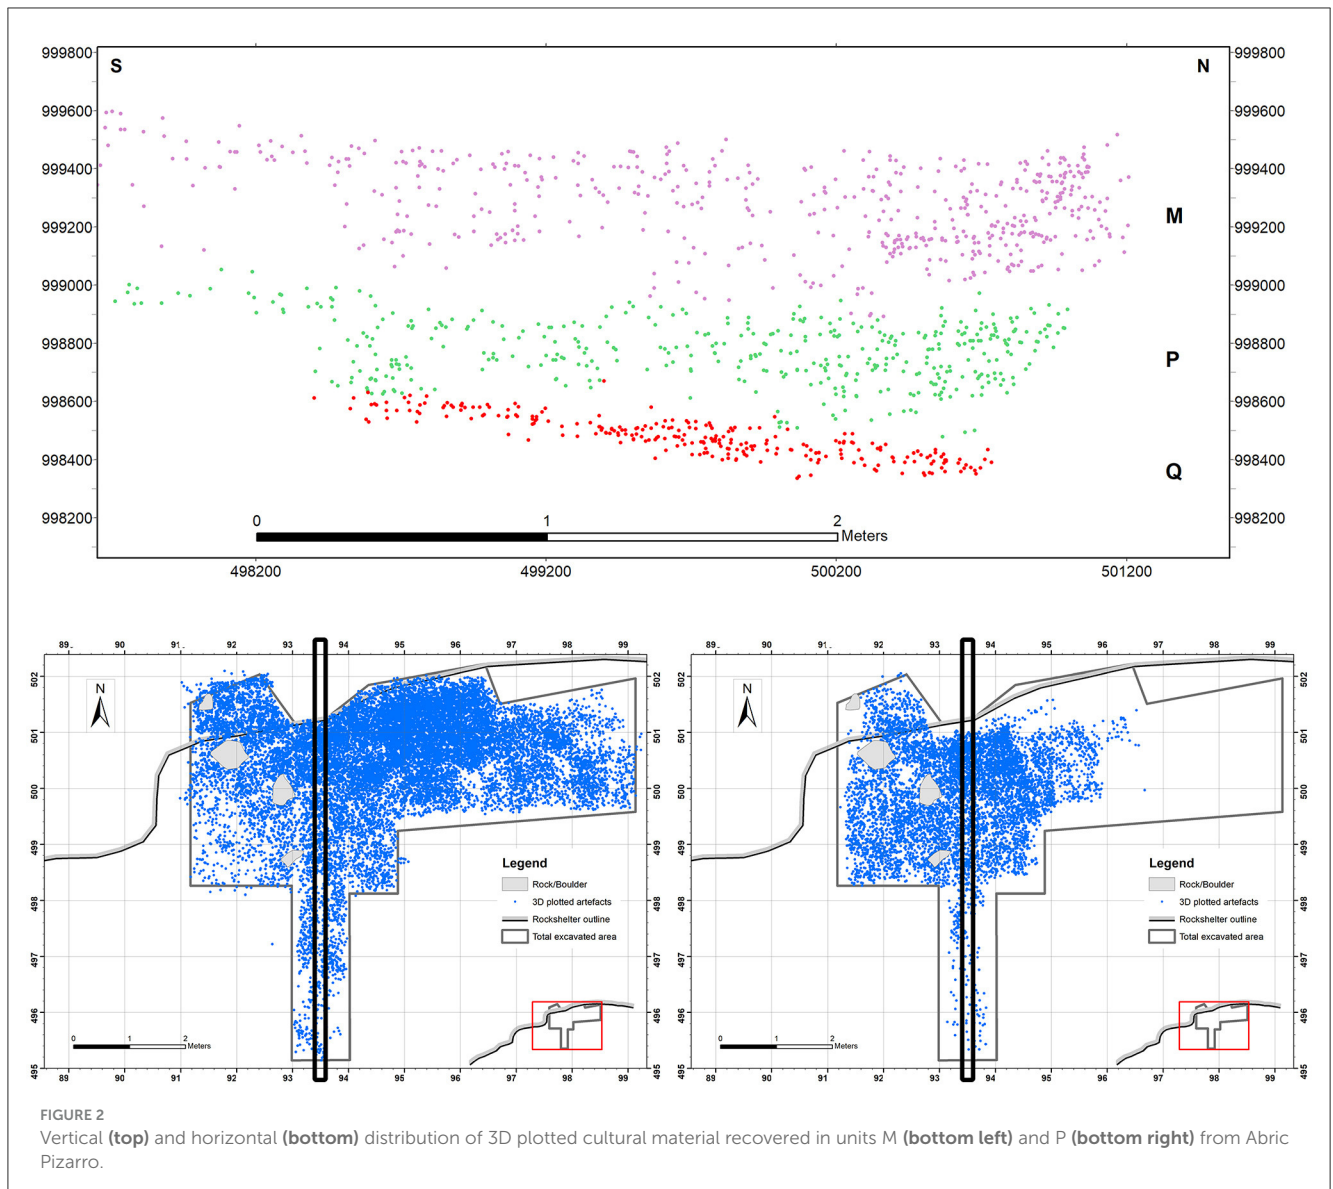 999800
999600
999400
999200
999000
998800
998600
998400
998200
S
N
999800
999600
999400
999200
999000
998800
998600
998400
998200
M
P
Q
0 1 2
Meters
498200 499200 500200 501200
89 90 91 92 93 94 95 96 97 98 99
502
501
500
499
498
497
496
495
N
Legend
Rock/Boulder
3D plotted artefacts
Rockshelter outline
Total excavated area
0 1 2
Meters
502
501
500
499
498
497
496
495
89 90 91 92 93 94 95 96 97 98 99
89 90 91 92 93 94 95 96 97 98 99
502
501
500
499
498
497
496
495
N
Legend
Rock/Boulder
3D plotted artefacts
Rockshelter outline
Total excavated area
0 1 2
Meters
502
501
500
499
498
497
496
495
89 90 91 92 93 94 95 96 97 98 99
FIGURE 2
Vertical (top) and horizontal (bottom) distribution of 3D plotted cultural material recovered in units M (bottom left) and P (bottom right) from Abric
Pizarro.